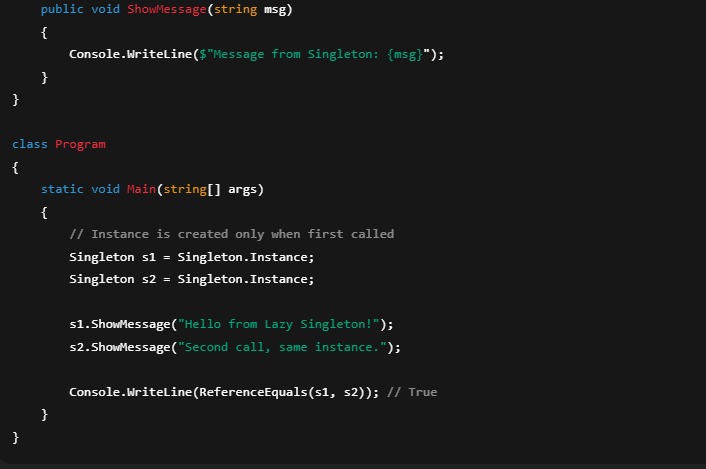 public void ShowMessage(string msg)
    {
        Console.WriteLine($"Message from Singleton: {msg}");
    }
}

class Program
{
    static void Main(string[] args)
    {
        // Instance is created only when first called
        Singleton s1 = Singleton.Instance;
        Singleton s2 = Singleton.Instance;

        s1.ShowMessage("Hello from Lazy Singleton!");
        s2.ShowMessage("Second call, same instance.");

        Console.WriteLine(ReferenceEquals(s1, s2)); // True
    }
}